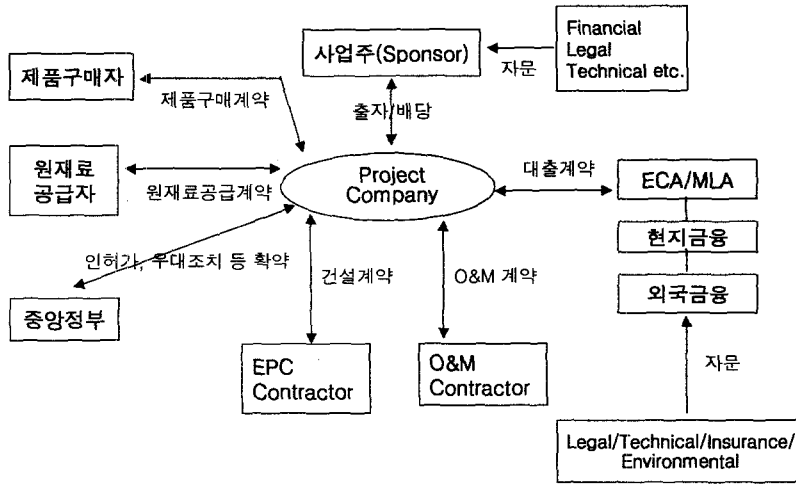 사업주(Sponsor)
자문
Financial
Legal
Technical etc.
제품구매자
제품구매계약
출자/배당
원재료
공급자
원재료공급계약
Project
Company
대출계약
ECA/MLA
현지금융
외국금융
인허가, 우대조치 등 확약
중앙정부
건설계약
O&M 계약
EPC
Contractor
O&M
Contractor
자문
Legal/Technical/Insurance/
Environmental